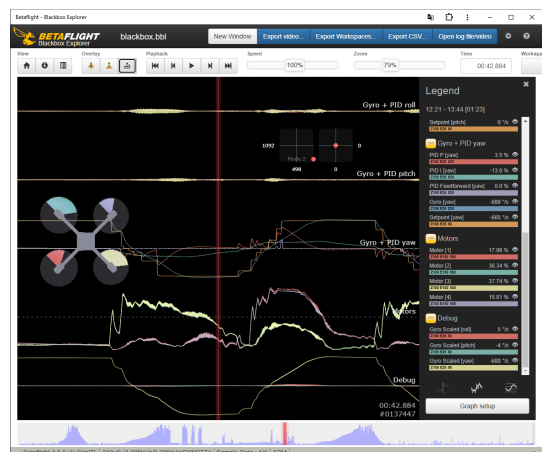 Betaflight - Blackbox Explorer
BETAFLIGHT
Blackbox Explorer
blackbox.bbl
New Window
Export video...
Export Workspaces...
Export CSV...
Open log file/video
View
Overlay
Playback
Speed
Zoom
Time
Workspa
100%
79%
00:42.884
Legend
12:21 - 13:44 [01:23]
Setpoint [pitch] 0 °/s
Gyro + PID yaw
PID P [yaw] 3.5 %
PID I [yaw] -13.6 %
PID Feedforward [yaw] 0.0 %
Gyro [yaw] -689 °/s
Setpoint [yaw] -665 °/s
Motors
Motor [1] 17.96 %
Motor [2] 36.34 %
Motor [3] 37.74 %
Motor [4] 15.81 %
Debug
Gyro Scaled [roll] 5 °/s
Gyro Scaled [pitch] -4 °/s
Gyro Scaled [yaw] -688 °/s
Graph setup
Gyro + PID roll
1092
Mode 2
0
498
0
Gyro + PID pitch
Gyro + PID yaw
Motors
Debug
00:42.884
#0137447